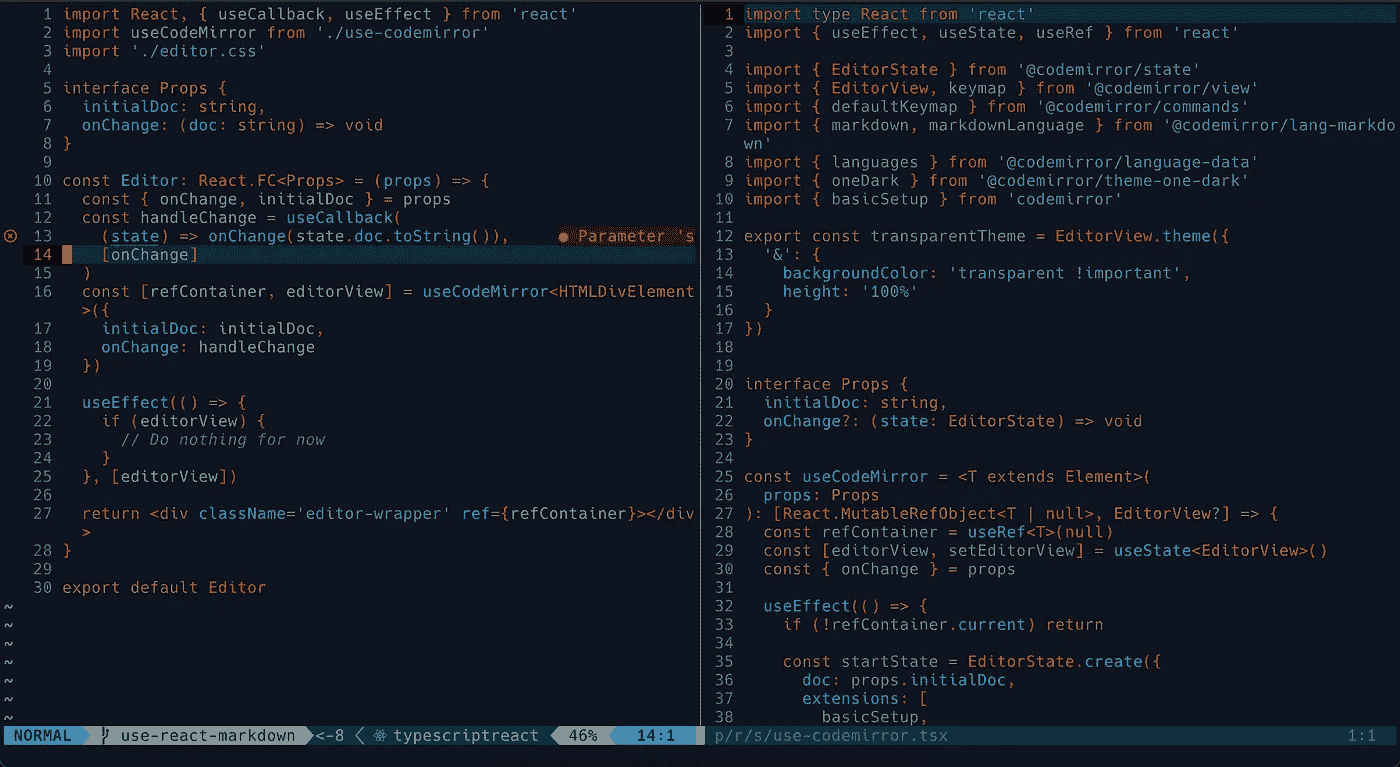 1 import React, { useCallback, useEffect } from 'react'
2 import useCodeMirror from './use-codemirror'
3 import './editor.css'
4
5 interface Props {
6   initialDoc: string,
7   onChange: (doc: string) => void
8 }
9
10 const Editor: React.FC<Props> = (props) => {
11   const { onChange, initialDoc } = props
12   const handleChange = useCallback(
13     (state) => onChange(state.doc.toString()),     ● Parameter 's
14     [onChange]
15   )
16   const [refContainer, editorView] = useCodeMirror<HTMLDivElement
>({
17     initialDoc: initialDoc,
18     onChange: handleChange
19   })
20
21   useEffect(() => {
22     if (editorView) {
23       // Do nothing for now
24     }
25   }, [editorView])
26
27   return <div className='editor-wrapper' ref={refContainer}></div
>
28 }
29
30 export default Editor
~
~
~
~
~
~
~
NORMAL use-react-markdown <-8 typescriptreact 46% 14:1
1 import type React from 'react'
2 import { useEffect, useState, useRef } from 'react'
3
4 import { EditorState } from '@codemirror/state'
5 import { EditorView, keymap } from '@codemirror/view'
6 import { defaultKeymap } from '@codemirror/commands'
7 import { markdown, markdownLanguage } from '@codemirror/lang-markdo
wn'
8 import { languages } from '@codemirror/language-data'
9 import { oneDark } from '@codemirror/theme-one-dark'
10 import { basicSetup } from 'codemirror'
11
12 export const transparentTheme = EditorView.theme({
13   '&': {
14     backgroundColor: 'transparent !important',
15     height: '100%'
16   }
17 })
18
19
20 interface Props {
21   initialDoc: string,
22   onChange?: (state: EditorState) => void
23 }
24
25 const useCodeMirror = <T extends Element>(
26   props: Props
27 ): [React.MutableRefObject<T | null>, EditorView?] => {
28   const refContainer = useRef<T>(null)
29   const [editorView, setEditorView] = useState<EditorView>()
30   const { onChange } = props
31
32   useEffect(() => {
33     if (!refContainer.current) return
34
35     const startState = EditorState.create({
36       doc: props.initialDoc,
37       extensions: [
38         basicSetup,
p/r/s/use-codemirror.tsx 1:1